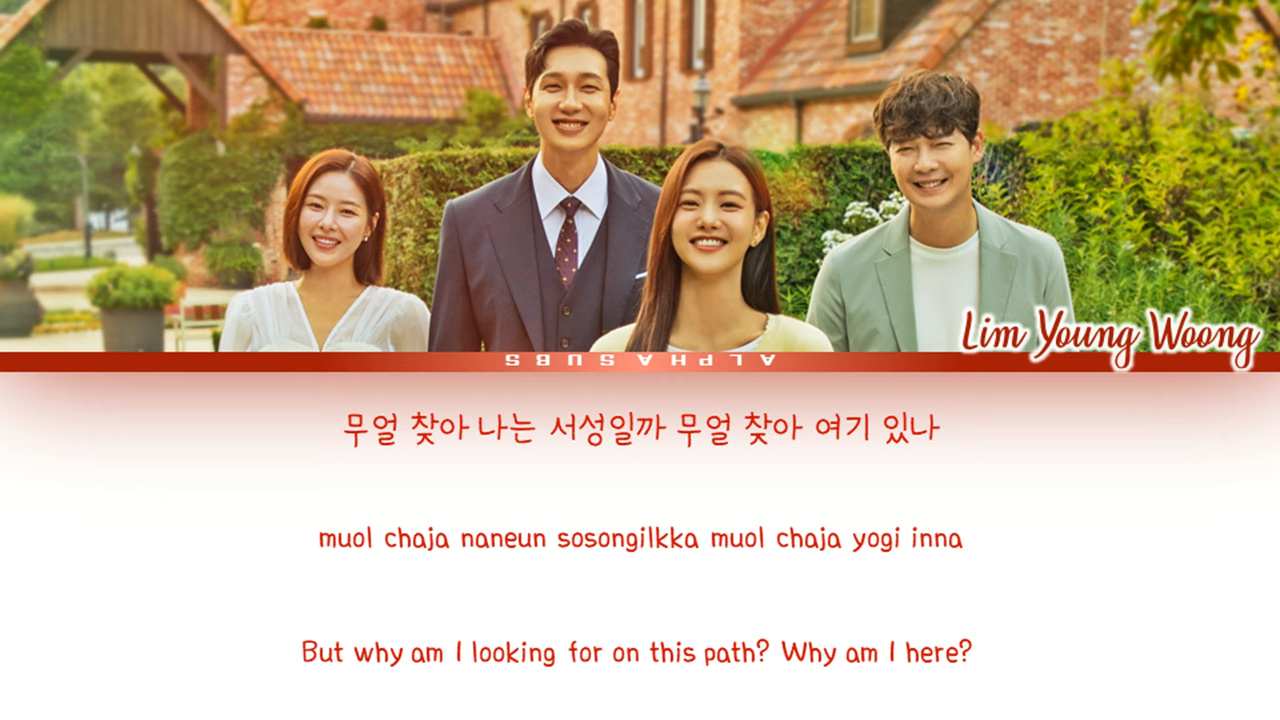 Lim Young Woong
ALPHASUBS
무얼 찾아 나는 서성일까 무얼 찾아 여기 있나
muol chaja naneun sosongilkka muol chaja yogi inna
But why am I looking for on this path? Why am I here?